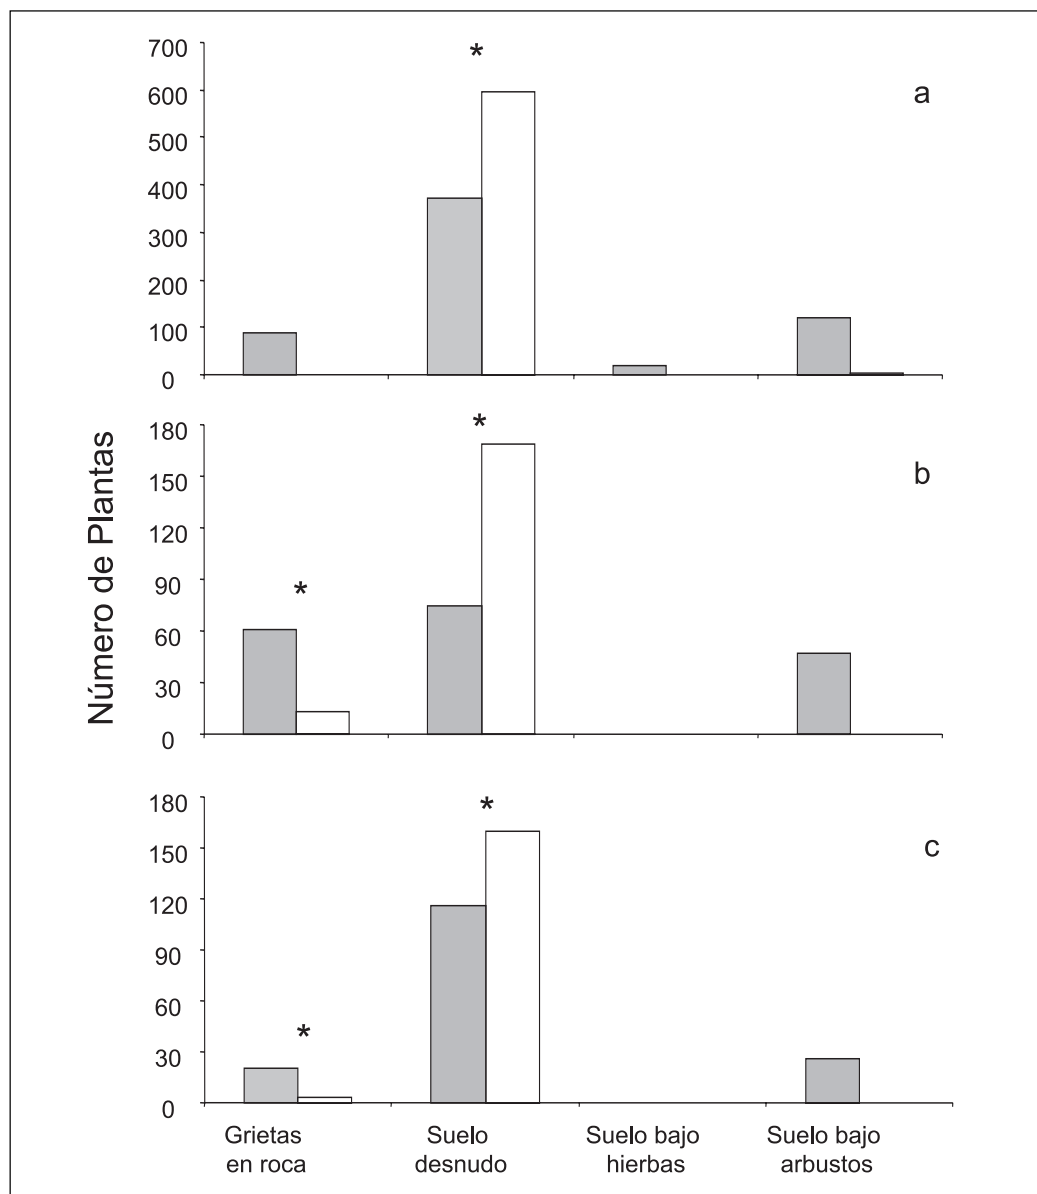 Número de Plantas
700
600
500
400
300
200
100
0
*
a
180
150
120
90
60
30
0
*
*
b
180
150
120
90
60
30
0
*
*
c
Grietas
en roca
Suelo
desnudo
Suelo bajo
hierbas
Suelo bajo
arbustos